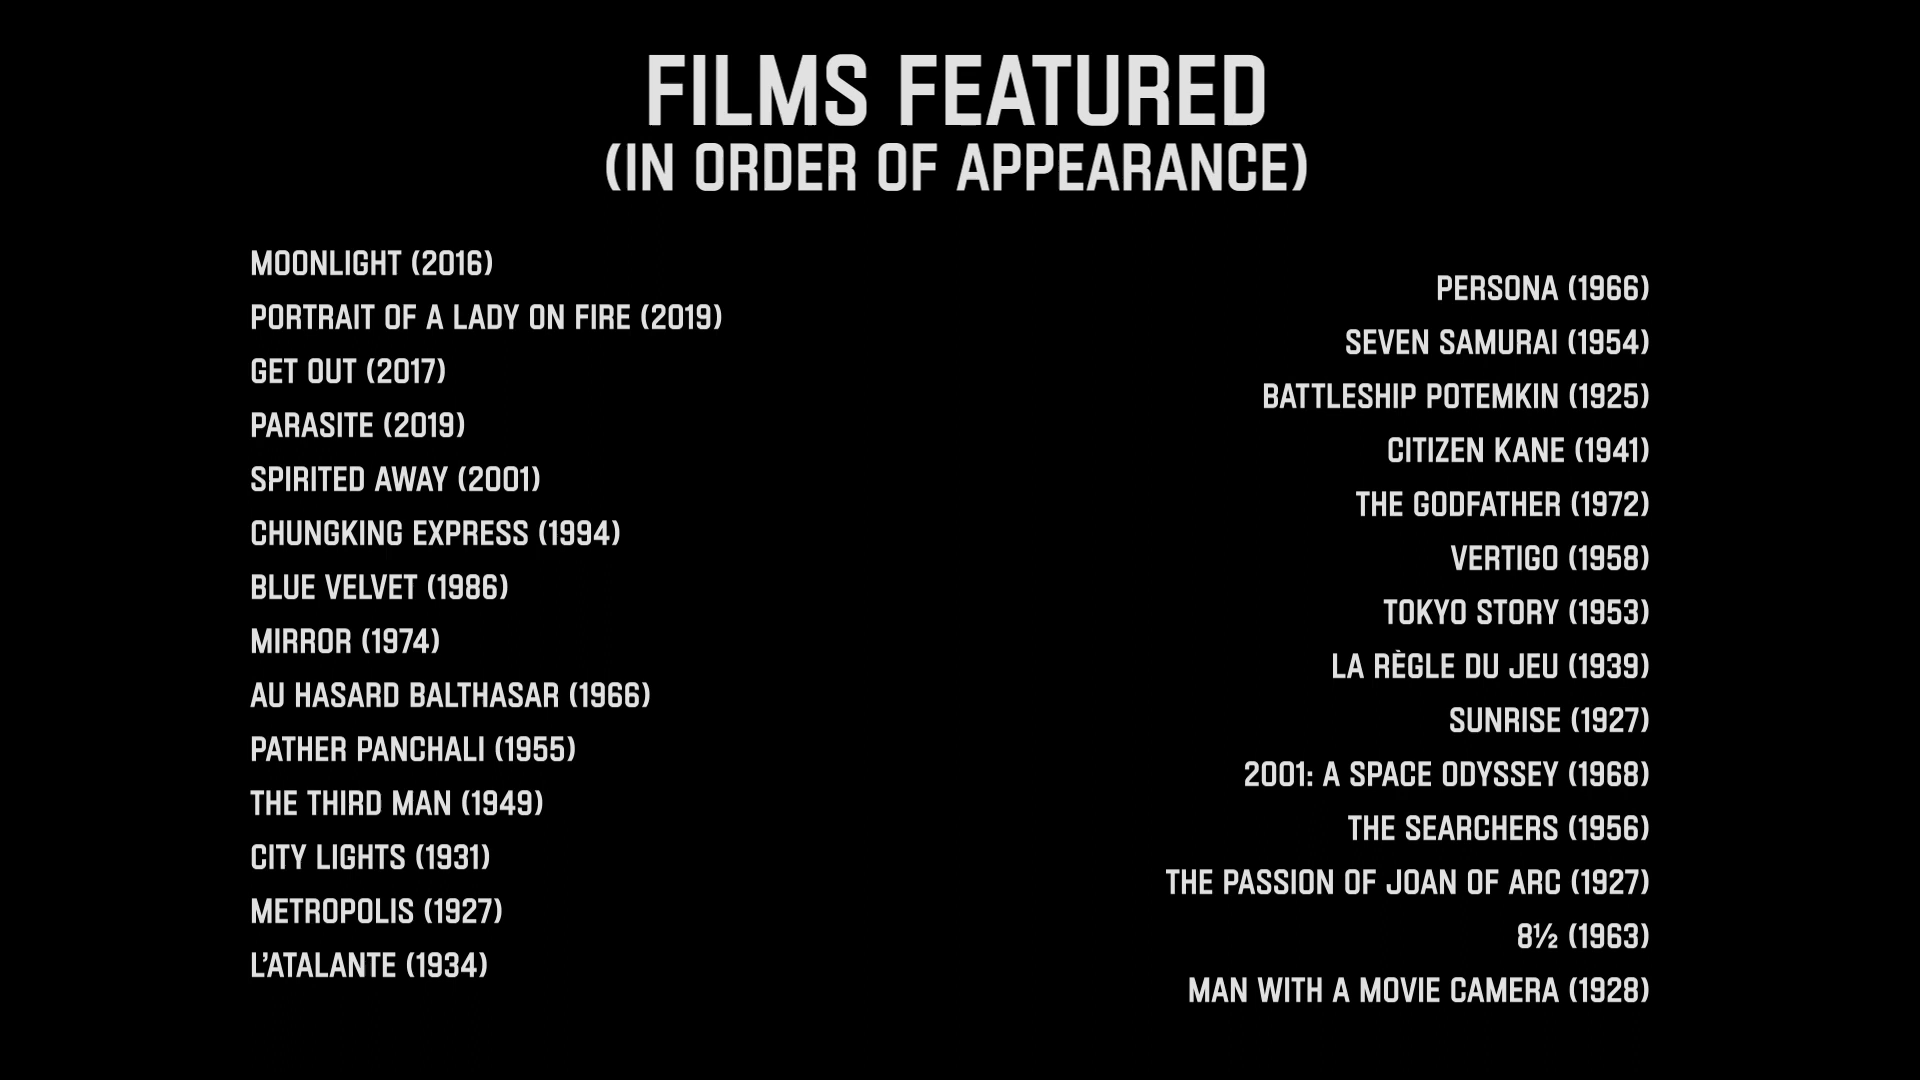 FILMS FEATURED
(IN ORDER OF APPEARANCE)
MOONLIGHT (2016)
PORTRAIT OF A LADY ON FIRE (2019)
GET OUT (2017)
PARASITE (2019)
SPIRITED AWAY (2001)
CHUNGKING EXPRESS (1994)
BLUE VELVET (1986)
MIRROR (1974)
AU HASARD BALTHASAR (1966)
PATHER PANCHALI (1955)
THE THIRD MAN (1949)
CITY LIGHTS (1931)
METROPOLIS (1927)
L’ATALANTE (1934)
PERSONA (1966)
SEVEN SAMURAI (1954)
BATTLESHIP POTEMKIN (1925)
CITIZEN KANE (1941)
THE GODFATHER (1972)
VERTIGO (1958)
TOKYO STORY (1953)
LA RÈGLE DU JEU (1939)
SUNRISE (1927)
2001: A SPACE ODYSSEY (1968)
THE SEARCHERS (1956)
THE PASSION OF JOAN OF ARC (1927)
8½ (1963)
MAN WITH A MOVIE CAMERA (1928)